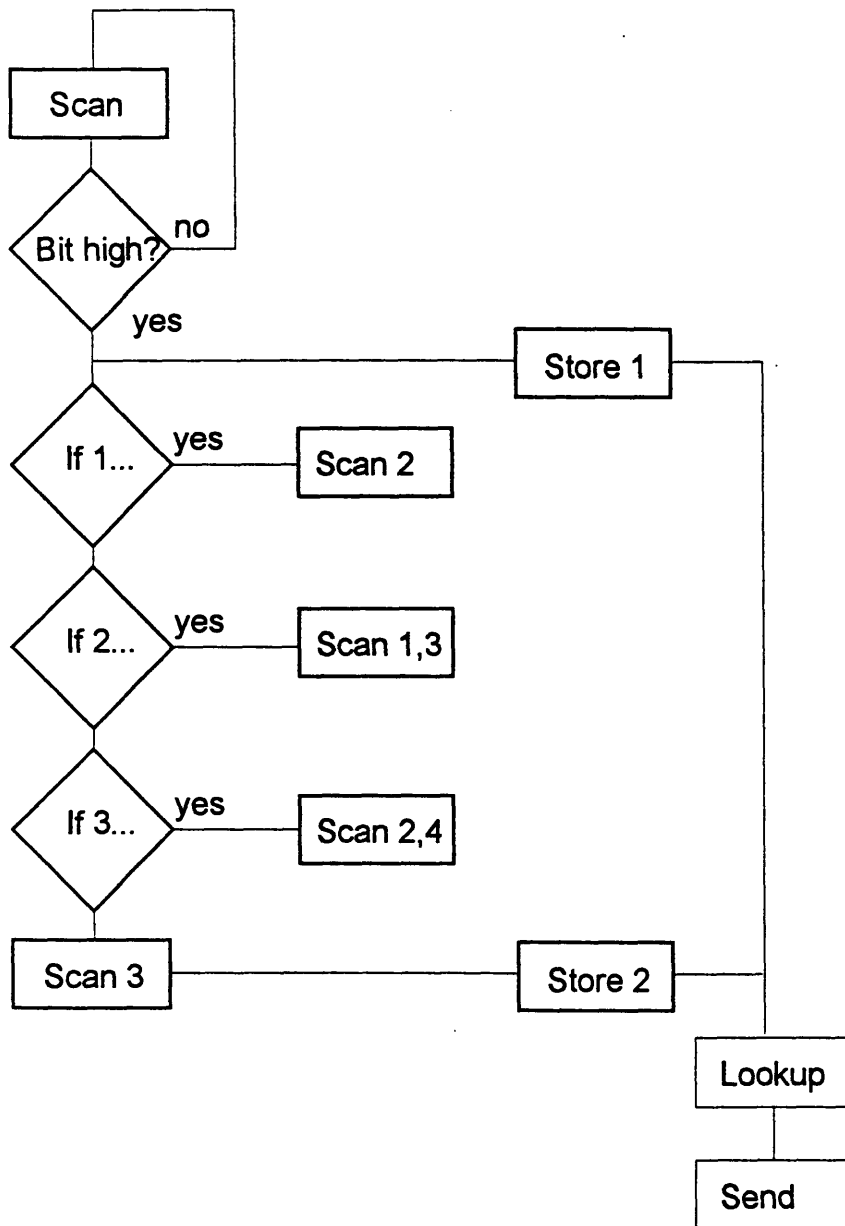 Scan
Bit high?
no
yes
Store 1
If 1...
yes
Scan 2
If 2...
yes
Scan 1,3
If 3...
yes
Scan 2,4
Scan 3
Store 2
Lookup
Send